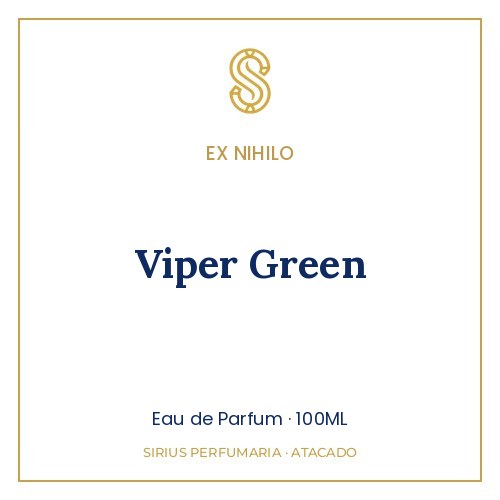 EX NIHILO
Viper Green
Eau de Parfum · 100ML
SIRIUS PERFUMARIA · ATACADO